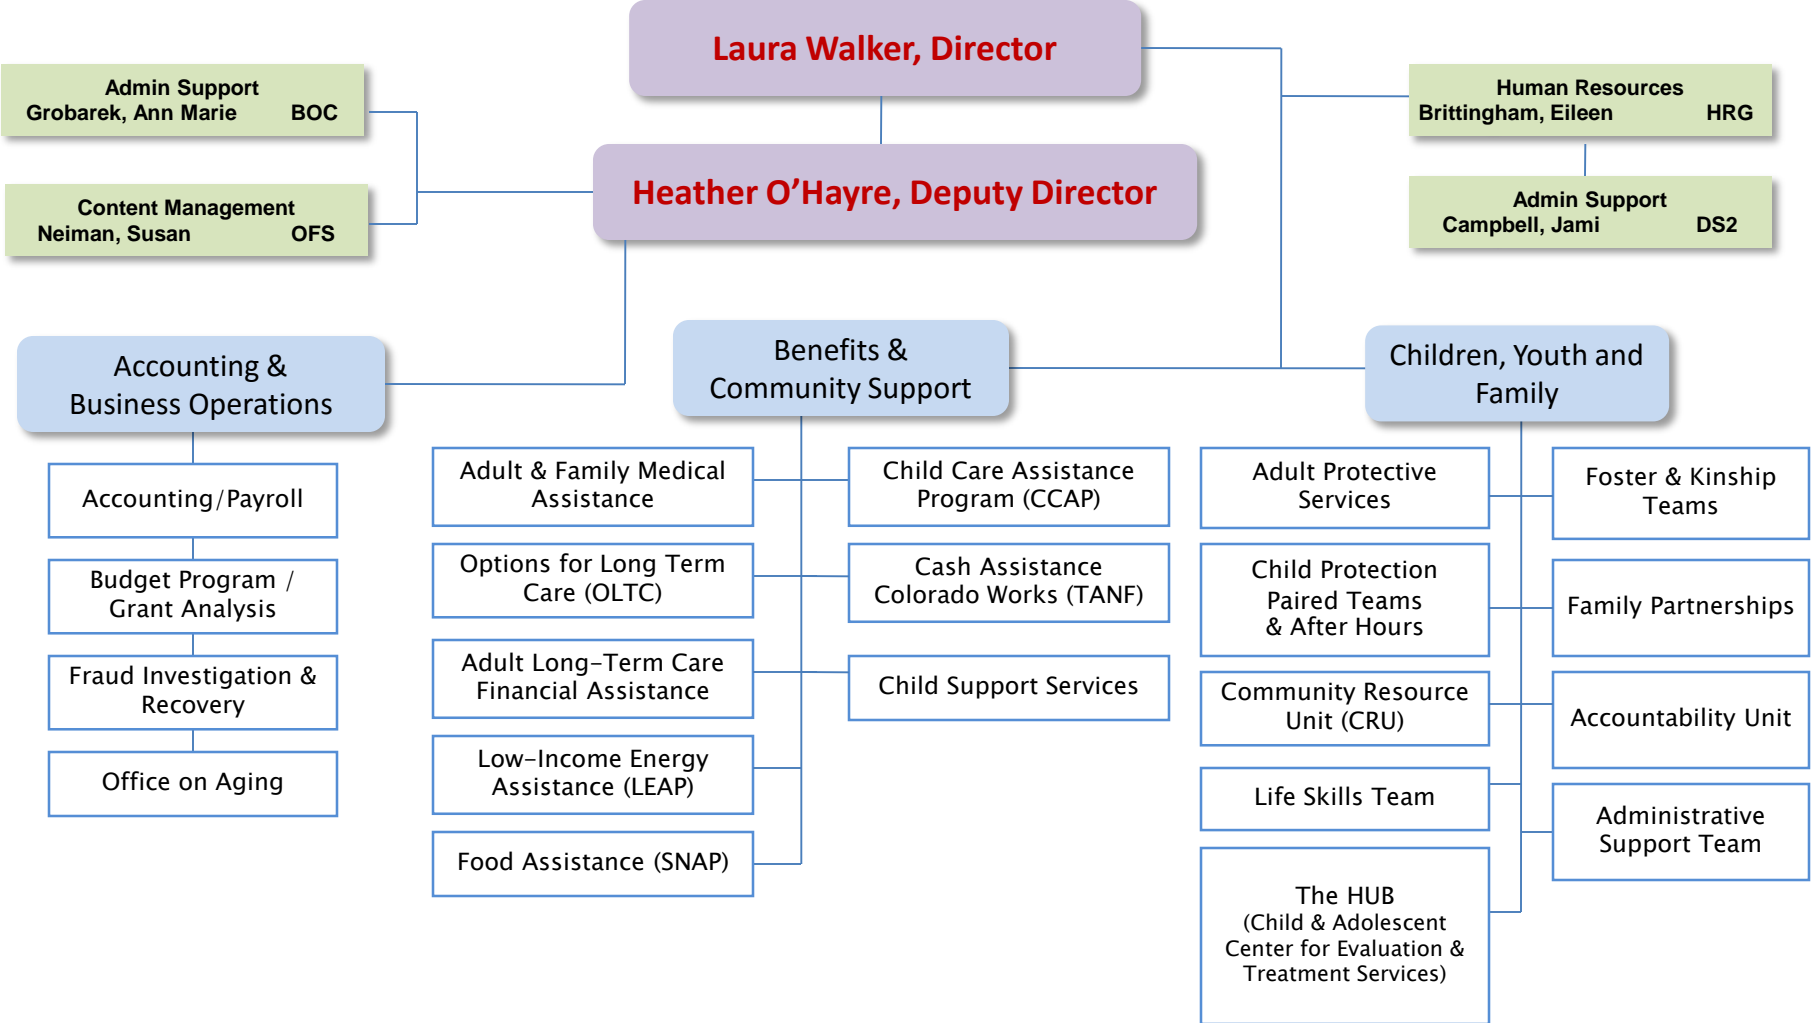 Laura Walker, Director
Admin Support
Grobarek, Ann Marie BOC
Human Resources
Brittingham, Eileen HRG
Heather O’Hayre, Deputy Director
Content Management
Neiman, Susan OFS
Admin Support
Campbell, Jami DS2
Accounting &
Business Operations
Accounting/Payroll
Budget Program /
Grant Analysis
Fraud Investigation &
Recovery
Office on Aging
Benefits &
Community Support
Adult & Family Medical
Assistance
Options for Long Term
Care (OLTC)
Adult Long-Term Care
Financial Assistance
Low-Income Energy
Assistance (LEAP)
Food Assistance (SNAP)
Child Care Assistance
Program (CCAP)
Cash Assistance
Colorado Works (TANF)
Child Support Services
Children, Youth and
Family
Adult Protective
Services
Child Protection
Paired Teams
& After Hours
Community Resource
Unit (CRU)
Life Skills Team
The HUB
(Child & Adolescent
Center for Evaluation &
Treatment Services)
Foster & Kinship
Teams
Family Partnerships
Accountability Unit
Administrative
Support Team